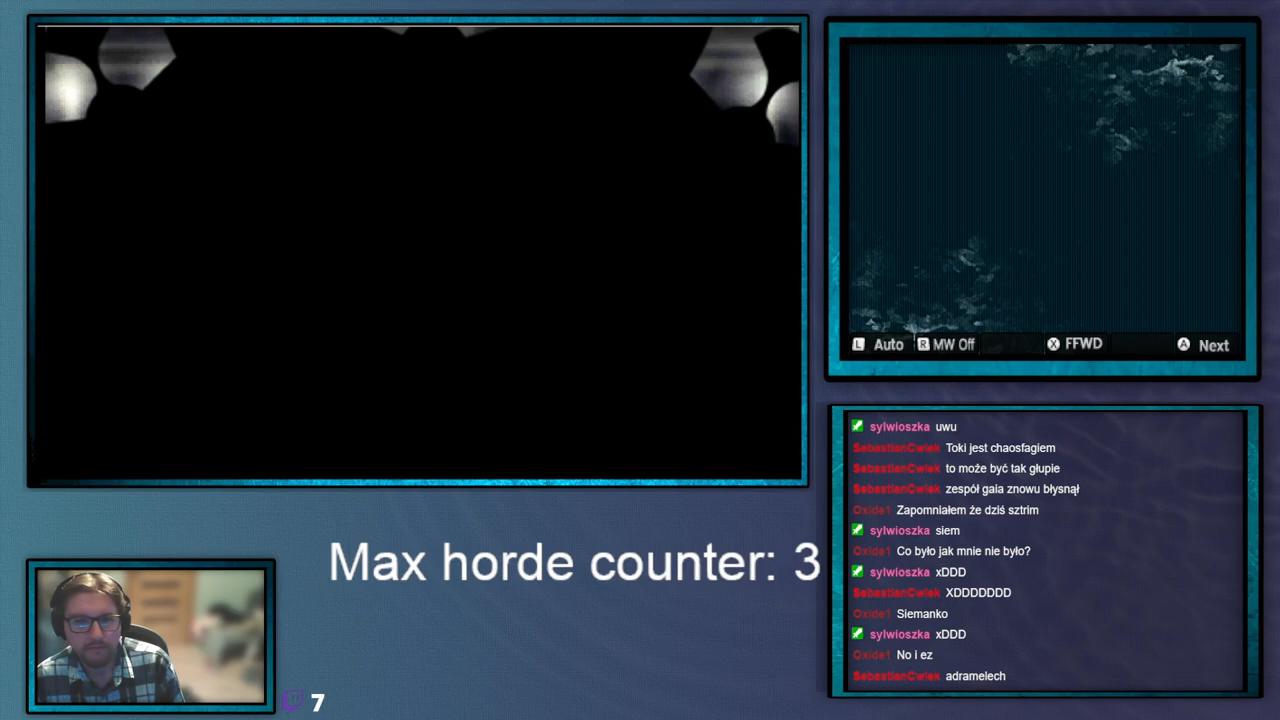 L Auto R MW Off X FFWD A Next
sylwioszka uwu
SebastianCwiek Toki jest chaosfagiem
SebastianCwiek to może być tak głupie
SebastianCwiek zespół gaia znowu błysnął
Oxide1 Zapomniałem że dziś sztrim
sylwioszka siem
Oxide1 Co było jak mnie nie było?
sylwioszka xDDD
SebastianCwiek XDDDDDDD
Oxide1 Siemanko
sylwioszka xDDD
Oxide1 No i ez
SebastianCwiek adramelech
Max horde counter: 3
7